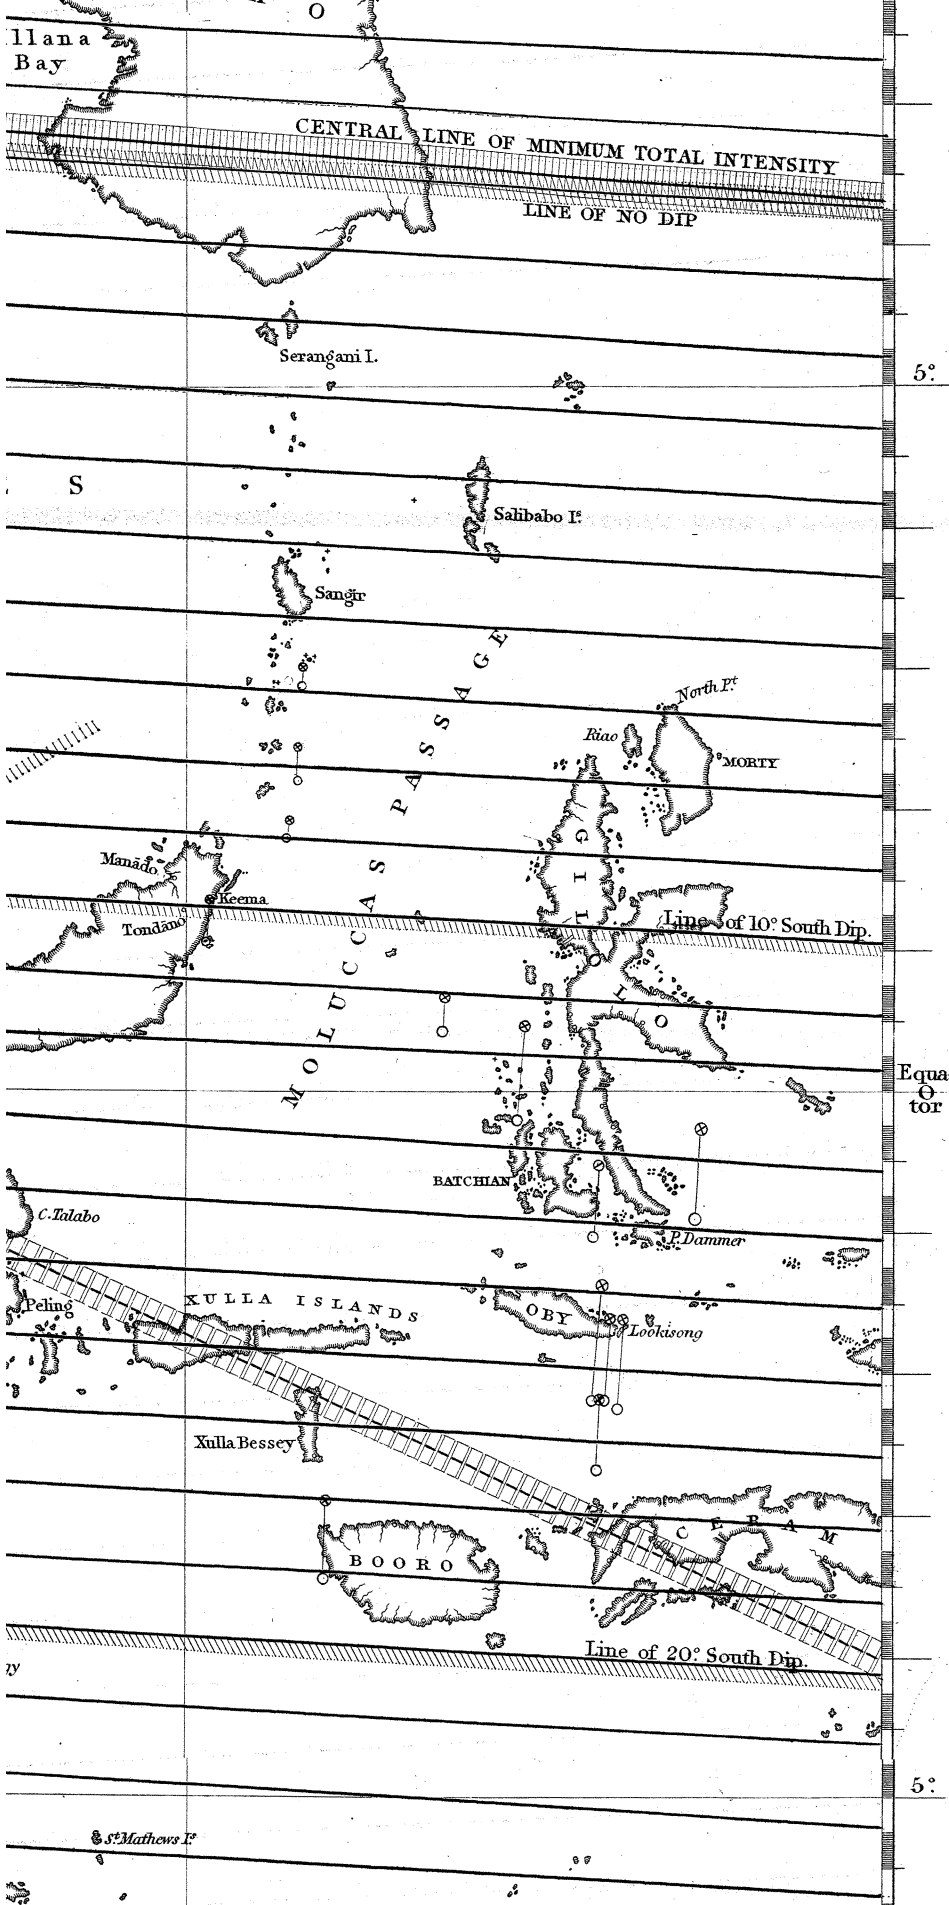 O
llana
Bay
CENTRAL LINE OF MINIMUM TOTAL INTENSITY
LINE OF NO DIP
Serangani I.
5°.
S
Salibabo Is.
Sangir
MOLUCCAS PASSAGE
North Pt.
Riao
MORTY
GILOLO
Manādo
Keema
Tondāno
Line of 10°. South Dip.
Equa
O
tor
BATCHIAN
C. Talabo
P. Dammer
Peling
XULLA ISLANDS
OBY
Lookisong
Xulla Bessey
CERAM
BOORO
Line of 20°. South Dip.
5°.
St. Mathews Is.